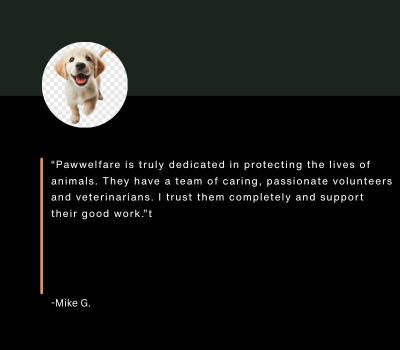 “Pawwelfare is truly dedicated in protecting the lives of
animals. They have a team of caring, passionate volunteers
and veterinarians. I trust them completely and support
their good work.”t
-Mike G.